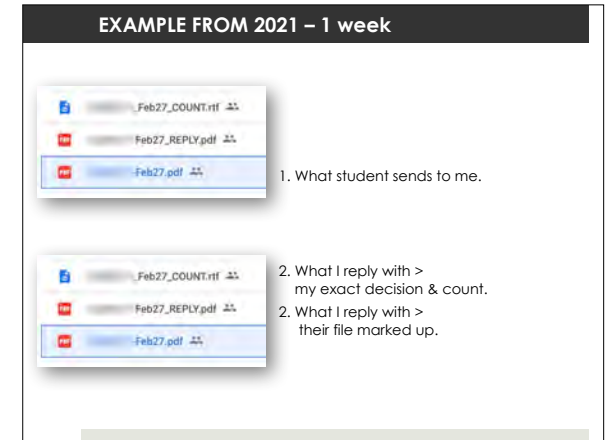 EXAMPLE FROM 2021 – 1 week
_Feb27_COUNT.rtf
Feb27_REPLY.pdf
Feb27.pdf
1. What student sends to me.
_Feb27_COUNT.rtf
Feb27_REPLY.pdf
Feb27.pdf
2. What I reply with >
my exact decision & count.
2. What I reply with >
their file marked up.